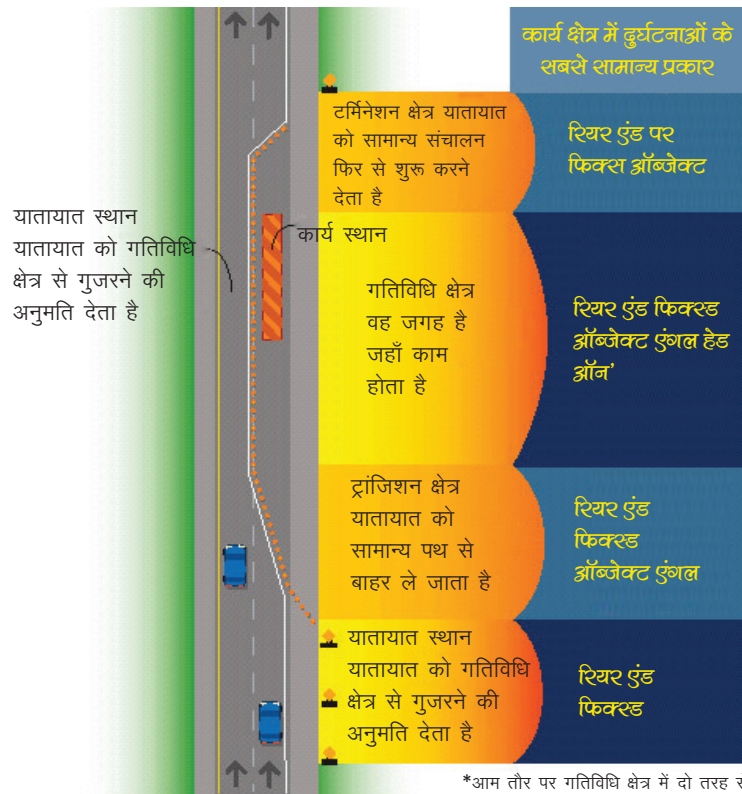 कार्य क्षेत्र में दुर्घटनाओं के
सबसे सामान्य प्रकार
टर्मिनेशन क्षेत्र यातायात
को सामान्य संचालन
फिर से शुरू करने
देता है
रियर एंड पर
फिक्स ऑब्जेक्ट
यातायात स्थान
यातायात को गतिविधि
क्षेत्र से गुजरने की
अनुमति देता है
कार्य स्थान
गतिविधि क्षेत्र
वह जगह है
जहाँ काम
होता है
रियर एंड फिक्स्ड
ऑब्जेक्ट एंगल हेड
ऑन'
ट्रांजिशन क्षेत्र
यातायात को
सामान्य पथ से
बाहर ले जाता है
रियर एंड
फिक्स्ड
ऑब्जेक्ट एंगल
यातायात स्थान
यातायात को गतिविधि
क्षेत्र से गुजरने की
अनुमति देता है
रियर एंड
फिक्स्ड
*आम तौर पर गतिविधि क्षेत्र में दो तरह